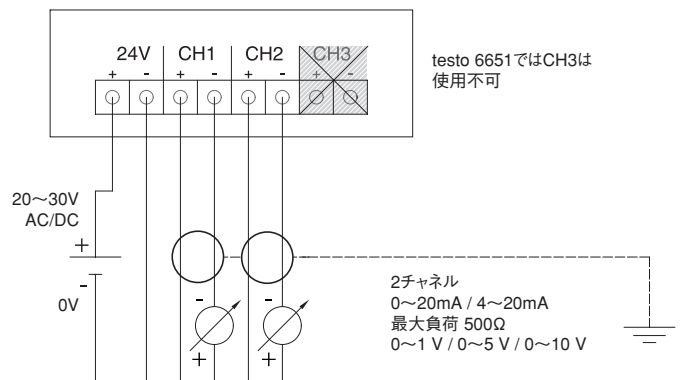 24V CH1 CH2 CH3
+ - + - + - + -
testo 6651ではCH3は
使用不可
20～30V
AC/DC
+
-
0V
- -
+ +
2チャネル
0～20mA / 4～20mA
最大負荷 500Ω
0～1 V / 0～5 V / 0～10 V